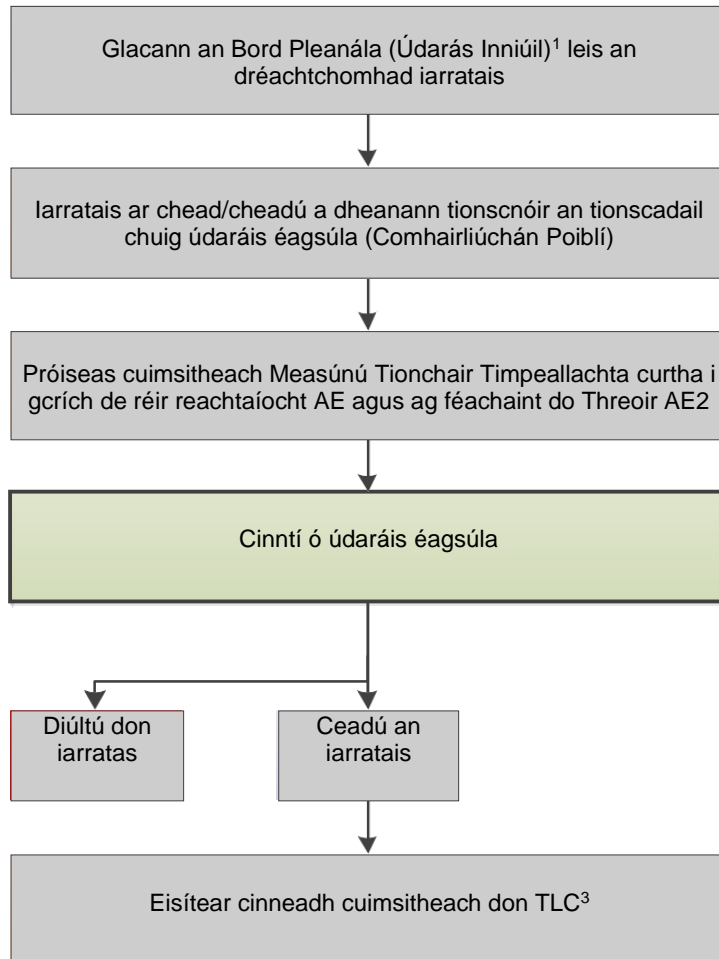 Glacann an Bord Pleanála (Údarás Inniúil)¹ leis an
dréachtchomhad iarratais
Iarratais ar chead/cheadú a dheanann tionscnóir an tionscadail
chuig údaráis éagsúla (Comhairliúchán Poiblí)
Próiseas cuimsitheach Measúnú Tionchair Timpeallachta curtha i
gcrích de réir reachtaíocht AE agus ag féachaint do Threoir AE2
Cinntí ó údaráis éagsúla
Diúltú don
iarratas
Ceadú an
iarratais
Eisítear cinneadh cuimsitheach don TLC³